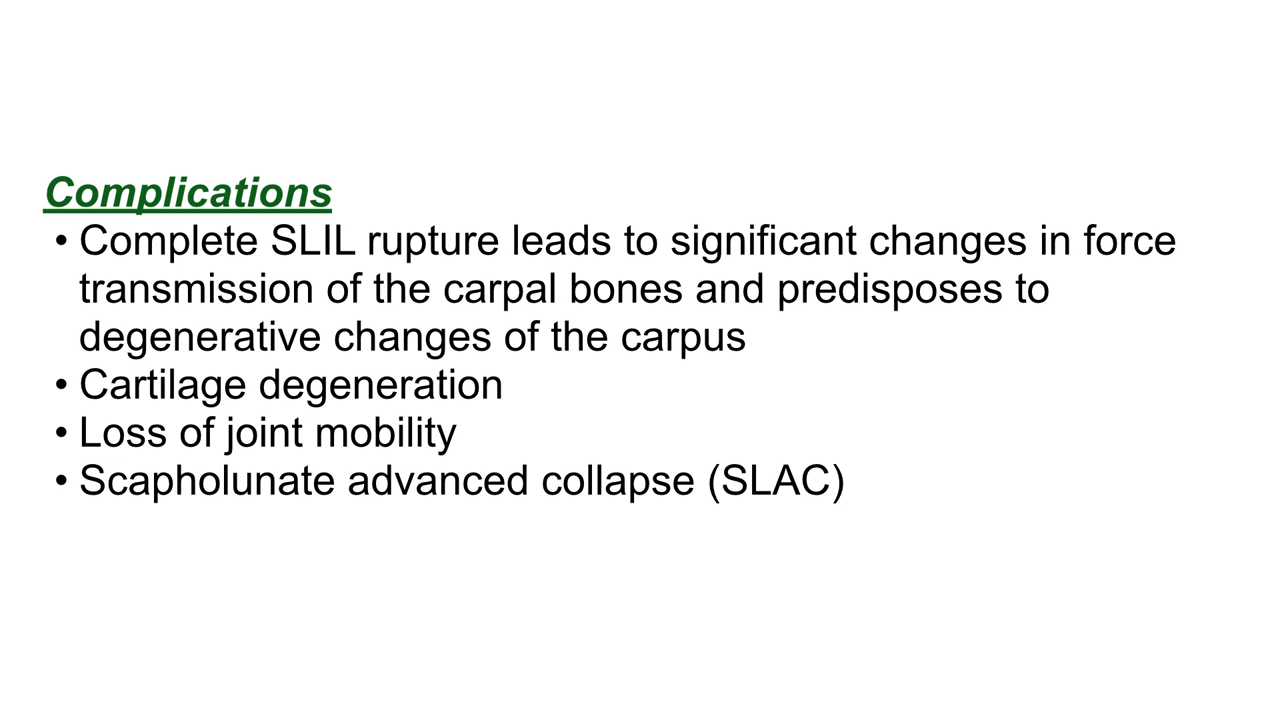 Complications
• Complete SLIL rupture leads to significant changes in force
transmission of the carpal bones and predisposes to
degenerative changes of the carpus
• Cartilage degeneration
• Loss of joint mobility
• Scapholunate advanced collapse (SLAC)